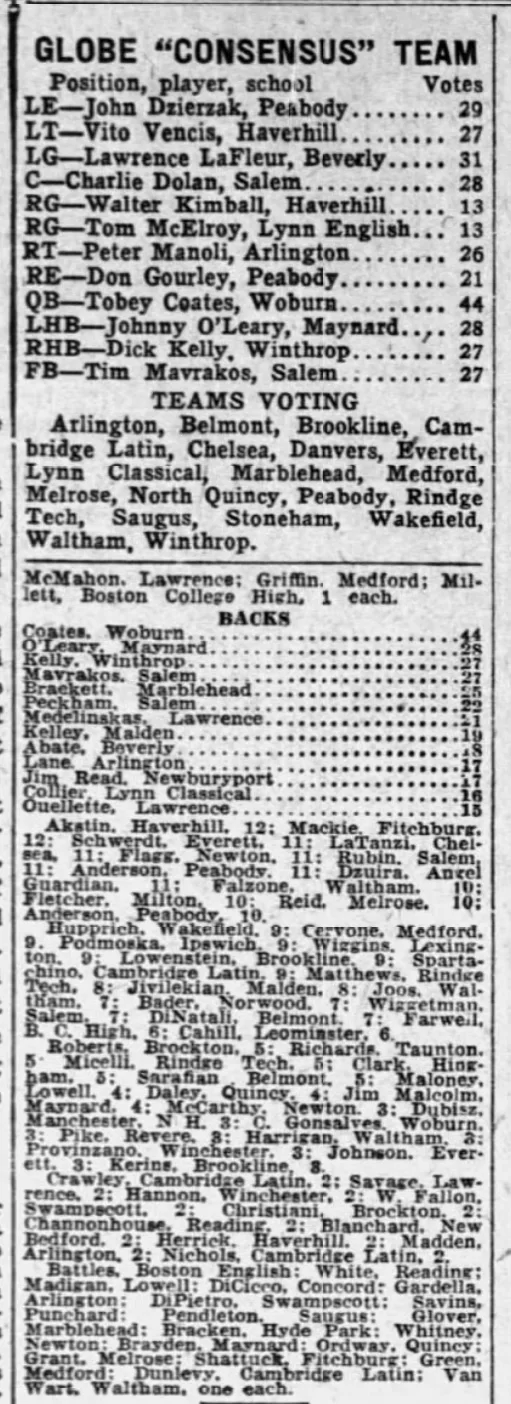 GLOBE “CONSENSUS” TEAM
Position, player, school Votes
LE—John Dzierzak, Peabody........ 29
LT—Vito Vencis, Haverhill......... 27
LG—Lawrence LaFleur, Beverly..... 31
C—Charlie Dolan, Salem............ 28
RG—Walter Kimball, Haverhill..... 13
RG—Tom McElroy, Lynn English... 13
RT—Peter Manoli, Arlington........ 26
RE—Don Gourley, Peabody......... 21
QB—Tobey Coates, Woburn......... 44
LHB—Johnny O'Leary, Maynard.... 28
RHB—Dick Kelly, Winthrop........ 27
FB—Tim Mavrakos, Salem......... 27
TEAMS VOTING
Arlington, Belmont, Brookline, Cam-
bridge Latin, Chelsea, Danvers, Everett,
Lynn Classical, Marblehead, Medford,
Melrose, North Quincy, Peabody, Rindge
Tech, Saugus, Stoneham, Wakefield,
Waltham, Winthrop.
McMahon, Lawrence; Griffin, Medford; Mil-
lett, Boston College High, 1 each.
BACKS
Coates, Woburn..............................44
O'Leary, Maynard............................28
Kelly, Winthrop.............................27
Mavrakos, Salem.............................27
Brackett, Marblehead........................25
Peckham, Salem..............................22
Medelinskas, Lawrence.......................21
Kelley, Malden..............................19
Abate, Beverly..............................18
Lane, Arlington.............................17
Jim Read, Newburyport.......................17
Collier, Lynn Classical.....................16
Ouellette, Lawrence.........................15
Akstin, Haverhill, 12; Mackie, Fitchburg,
12; Schwerdt, Everett, 11; LaTanzi, Chel-
sea, 11; Flagg, Newton, 11; Rubin, Salem,
11; Anderson, Peabody, 11; Dzuira, Angel
Guardian, 11; Falzone, Waltham, 10;
Fletcher, Milton, 10; Reid, Melrose, 10;
Anderson, Peabody, 10.
Hupprich, Wakefield, 9; Cervone, Medford,
9. Podmoska, Ipswich, 9; Wiggins, Lexing-
ton, 9; Lowenstein, Brookline, 9; Sparta-
chino, Cambridge Latin, 9; Matthews, Rindge
Tech, 8; Jivilekian, Malden, 8; Joos, Wal-
tham, 7; Bader, Norwood, 7; Wiggetman,
Salem, 7; DiNatali, Belmont, 7; Farwell,
B. C. High, 6; Cahill, Leominster, 6.
Roberts, Brockton, 5; Richards, Taunton,
5 Micelli, Rindge Tech, 5; Clark, Hing-
ham, 5; Sarafian Belmont, 5; Maloney,
Lowell, 4; Daley, Quincy, 4; Jim Malcolm,
Maynard, 4; McCarthy, Newton, 3; Dubisz,
Manchester, N H, 3; C. Gonsalves, Woburn,
3; Pike, Revere, 3; Harrigan, Waltham, 3;
Provinzano, Winchester, 3; Johnson, Ever-
ett, 3; Kerins, Brookline, 3.
Crawley, Cambridge Latin, 2; Savage, Law-
rence, 2; Hannon, Winchester, 2; W. Fallon,
Swampscott, 2; Christiani, Brockton, 2;
Channonhouse, Reading, 2; Blanchard, New
Bedford, 2; Herrick, Haverhill, 2; Madden,
Arlington, 2; Nichols, Cambridge Latin, 2.
Battles, Boston English; White, Reading;
Madigan, Lowell; DiCicco, Concord; Gardella,
Arlington; DiPietro, Swampscott; Savins,
Punchard; Pendleton, Saugus; Glover,
Marblehead; Bracken, Hyde Park; Whitney,
Newton; Brayden, Maynard; Ordway, Quincy;
Grant, Melrose; Shattuck, Fitchburg; Green,
Medford; Dunlevy, Cambridge Latin; Van
Wart, Waltham, one each.